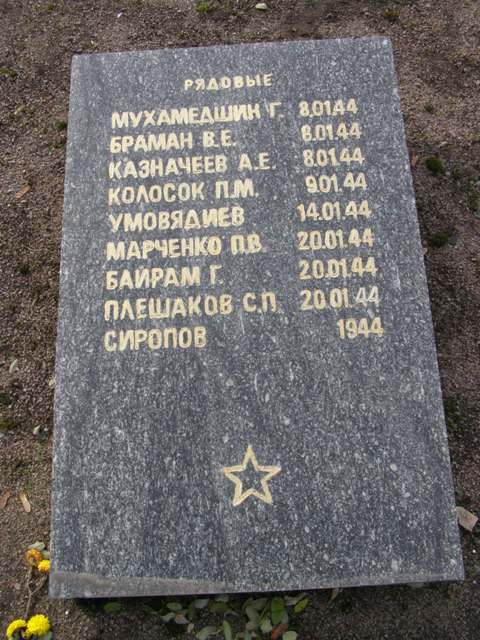 РЯДОВЫЕ
МУХАМЕДШИН Г. 8.01.44
БРАМАН В.Е. 8.01.44
КАЗНАЧЕЕВ А.Е. 8.01.44
КОЛОСОК П.М. 9.01.44
УМОВЯДИЕВ 14.01.44
МАРЧЕНКО П.В. 20.01.44
БАЙРАМ Г. 20.01.44
ПЛЕШАКОВ С.П. 20.01.44
СИРОПОВ 1944